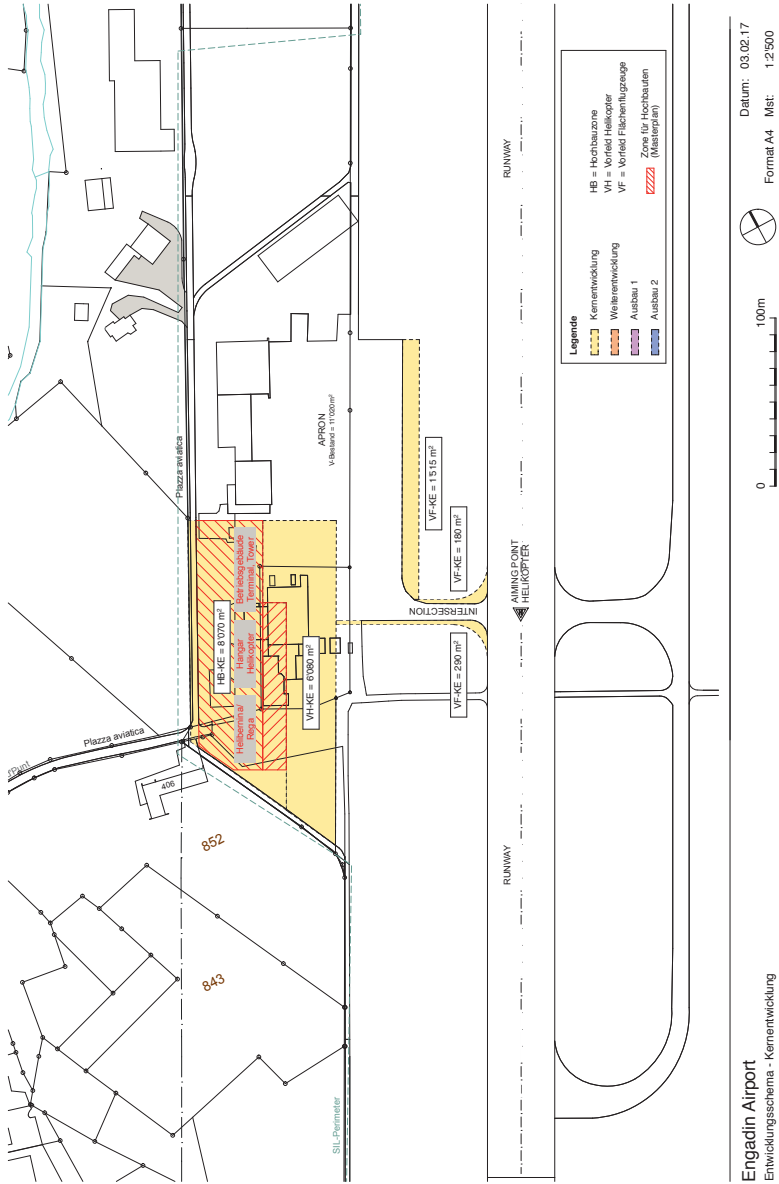 Plazza aviatica
Plazza aviatica
406
852
843
SIL-Perimeter
HB-KE = 8'070 m²
Helibernina/
Rega
Hangar
Helikopter
Betriebsgebäude
Terminal, Tower
VH-KE = 6'080 m²
APRON
V-Bestand = 11'020 m²
VF-KE = 1'515 m²
VF-KE = 180 m²
VF-KE = 290 m²
INTERSECTION
AIMING POINT
HELIKOPTER
RUNWAY
RUNWAY
Legende
Kernentwicklung
Weiterentwicklung
Ausbau 1
Ausbau 2
HB = Hochbauzone
VH = Vorfeld Helikopter
VF = Vorfeld Flächenflugzeuge
Zone für Hochbauten
(Masterplan)
Engadin Airport
Entwicklungsschema - Kernentwicklung
0
100m
Datum: 03.02.17
Format A4 Mst: 1:2'500